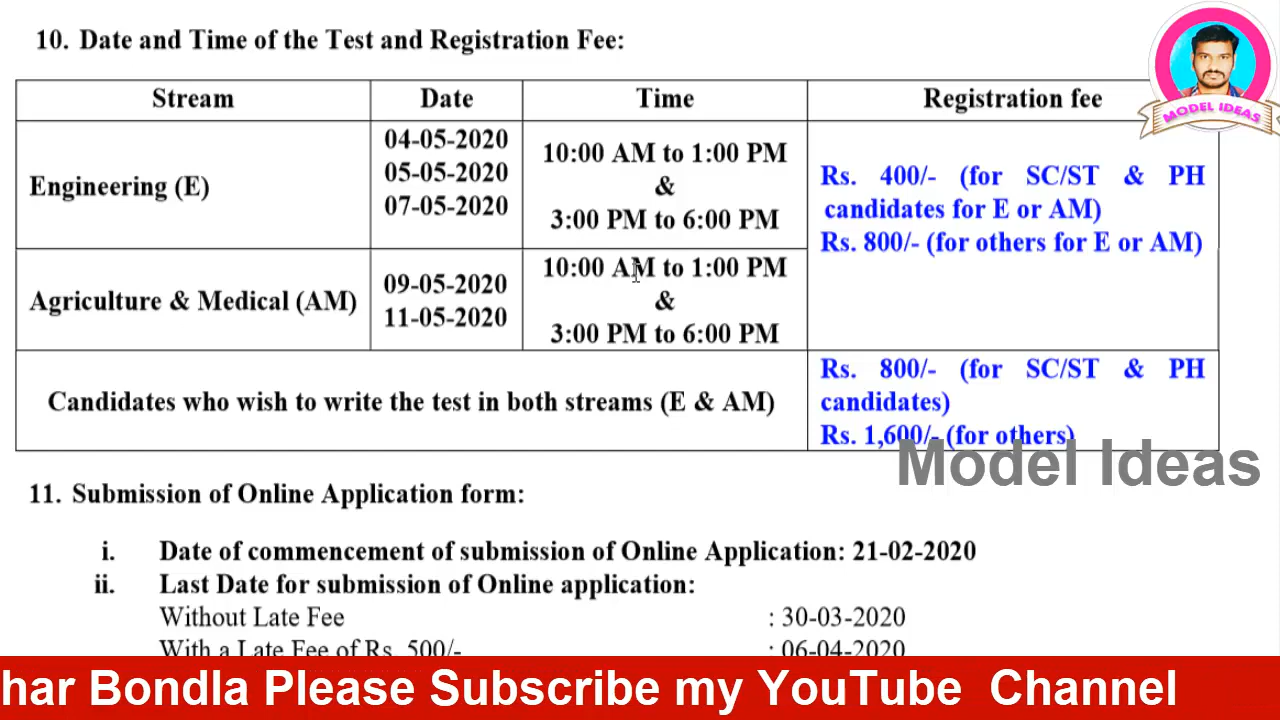 10. Date and Time of the Test and Registration Fee:
MODEL IDEAS
Stream Date Time Registration fee
Engineering (E)
04-05-2020
05-05-2020
07-05-2020
10:00 AM to 1:00 PM
&
3:00 PM to 6:00 PM
Rs. 400/- (for SC/ST & PH
candidates for E or AM)
Rs. 800/- (for others for E or AM)
Agriculture & Medical (AM)
09-05-2020
11-05-2020
10:00 AM to 1:00 PM
&
3:00 PM to 6:00 PM
Candidates who wish to write the test in both streams (E & AM)
Rs. 800/- (for SC/ST & PH
candidates)
Rs. 1,600/- (for others)
Model Ideas
11. Submission of Online Application form:
i. Date of commencement of submission of Online Application: 21-02-2020
ii. Last Date for submission of Online application:
Without Late Fee : 30-03-2020
With a Late Fee of Rs. 500/- : 06-04-2020
har Bondla Please Subscribe my YouTube Channel